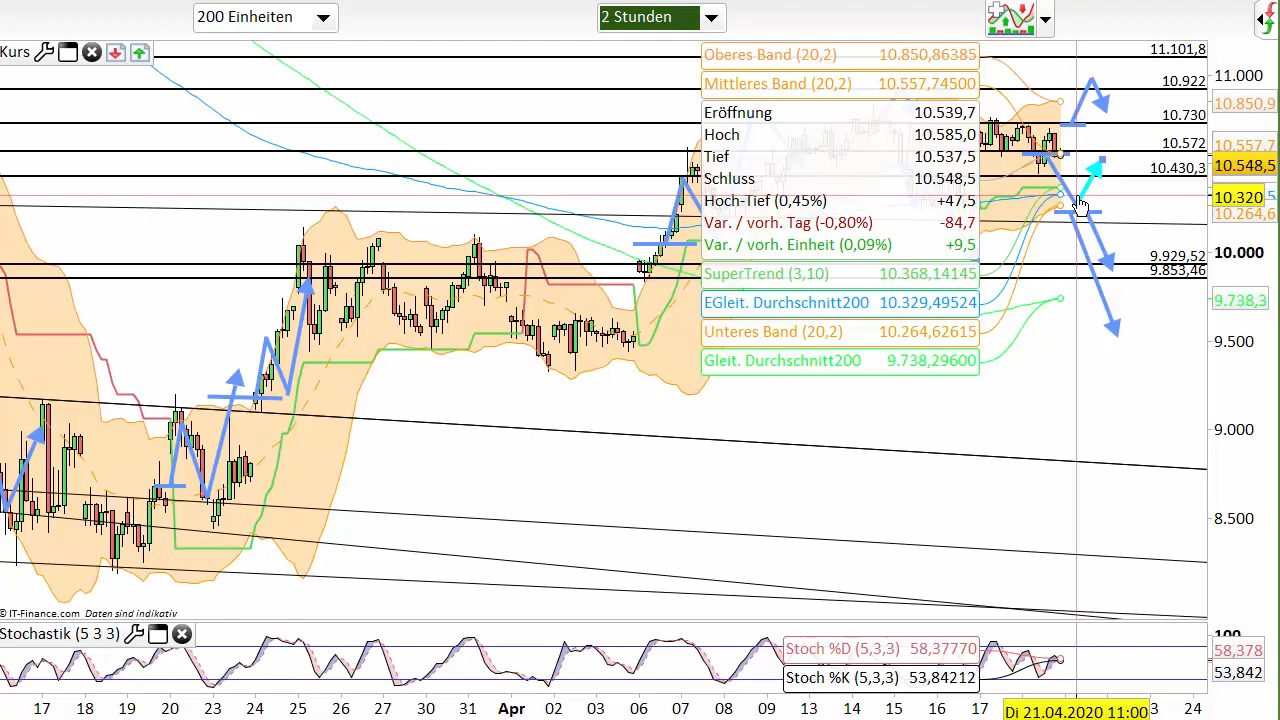 200 Einheiten
2 Stunden
Kurs
Oberes Band (20,2) 10.850,86385
Mittleres Band (20,2) 10.557,74500
Eröffnung 10.539,7
Hoch 10.585,0
Tief 10.537,5
Schluss 10.548,5
Hoch-Tief (0,45%) +47,5
Var. / vorh. Tag (-0,80%) -84,7
Var. / vorh. Einheit (0,09%) +9,5
SuperTrend (3,10) 10.368,14145
EGleit. Durchschnitt200 10.329,49524
Unteres Band (20,2) 10.264,62615
Gleit. Durchschnitt200 9.738,29600
11.101,8
10.922
10.730
10.572
10.430,3
9.929,52
9.853,46
11.000
10.850,9
10.557,7
10.548,5
10.320
10.264,6
10.000
9.738,3
9.500
9.000
8.500
© IT-Finance.com Daten sind indikativ
Stochastik (5 3 3)
Stoch %D (5,3,3) 58,37770
Stoch %K (5,3,3) 53,84212
100
58,378
53,842
17 18 19 20 23 24 25 26 27 30 31 Apr 02 03 06 07 08 09 13 14 15 16 17 Di 21.04.2020 11:00 3 24